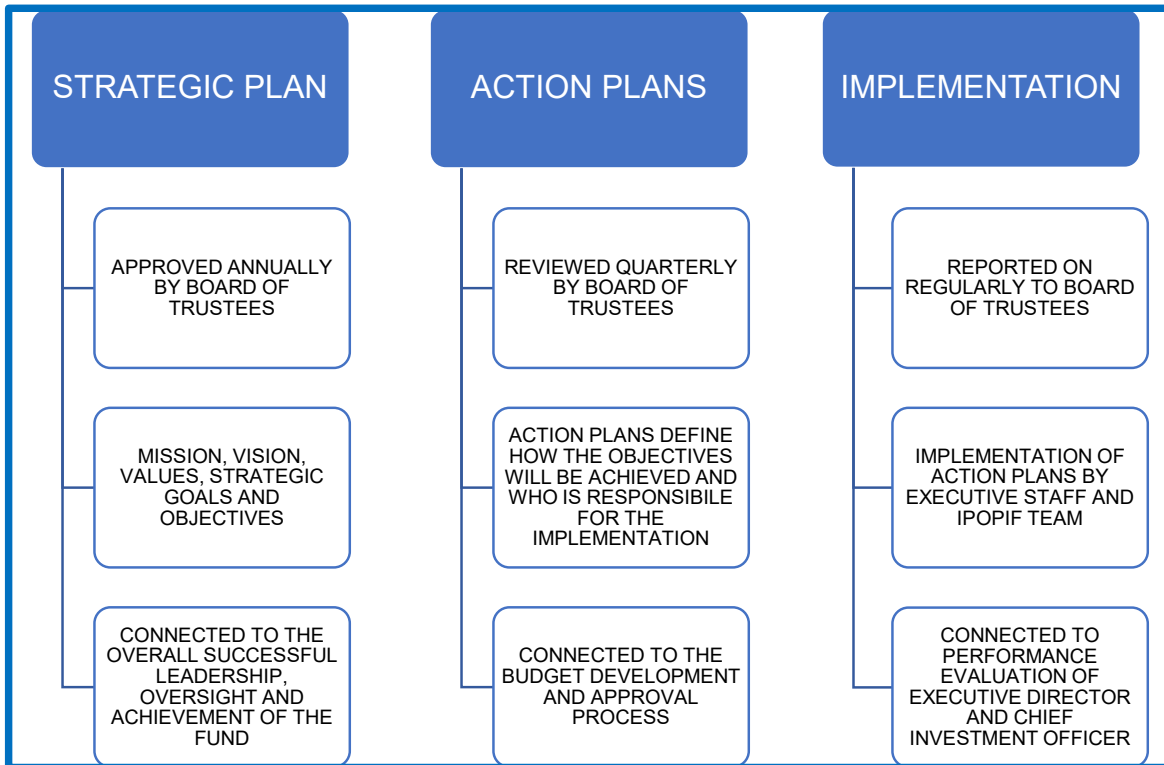 STRATEGIC PLAN
APPROVED ANNUALLY
BY BOARD OF
TRUSTEES
MISSION, VISION,
VALUES, STRATEGIC
GOALS AND
OBJECTIVES
CONNECTED TO THE
OVERALL SUCCESSFUL
LEADERSHIP,
OVERSIGHT AND
ACHIEVEMENT OF THE
FUND
ACTION PLANS
REVIEWED QUARTERLY
BY BOARD OF
TRUSTEES
ACTION PLANS DEFINE
HOW THE OBJECTIVES
WILL BE ACHIEVED AND
WHO IS RESPONSIBILE
FOR THE
IMPLEMENTATION
CONNECTED TO THE
BUDGET DEVELOPMENT
AND APPROVAL
PROCESS
IMPLEMENTATION
REPORTED ON
REGULARLY TO BOARD
OF TRUSTEES
IMPLEMENTATION OF
ACTION PLANS BY
EXECUTIVE STAFF AND
IPOPIF TEAM
CONNECTED TO
PERFORMANCE
EVALUATION OF
EXECUTIVE DIRECTOR
AND CHIEF
INVESTMENT OFFICER